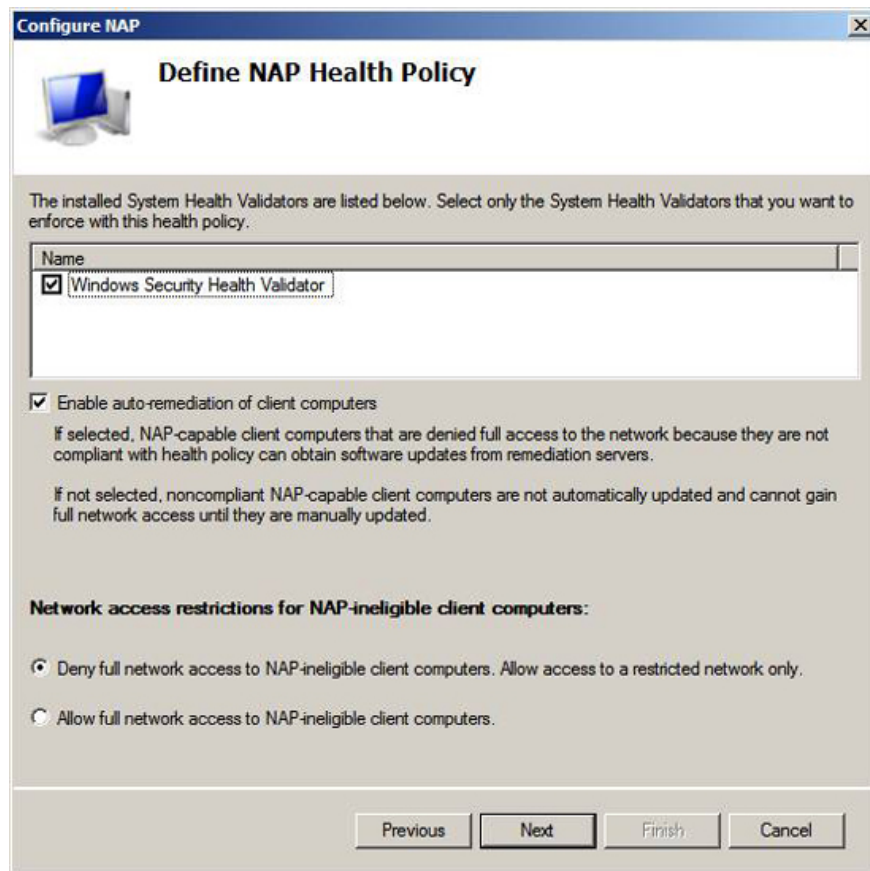 Configure NAP
Define NAP Health Policy
The installed System Health Validators are listed below. Select only the System Health Validators that you want to
enforce with this health policy.
Name
Windows Security Health Validator
Enable auto-remediation of client computers
If selected, NAP-capable client computers that are denied full access to the network because they are not
compliant with health policy can obtain software updates from remediation servers.
If not selected, noncompliant NAP-capable client computers are not automatically updated and cannot gain
full network access until they are manually updated.
Network access restrictions for NAP-ineligible client computers:
Deny full network access to NAP-ineligible client computers. Allow access to a restricted network only.
Allow full network access to NAP-ineligible client computers.
Previous Next Finish Cancel